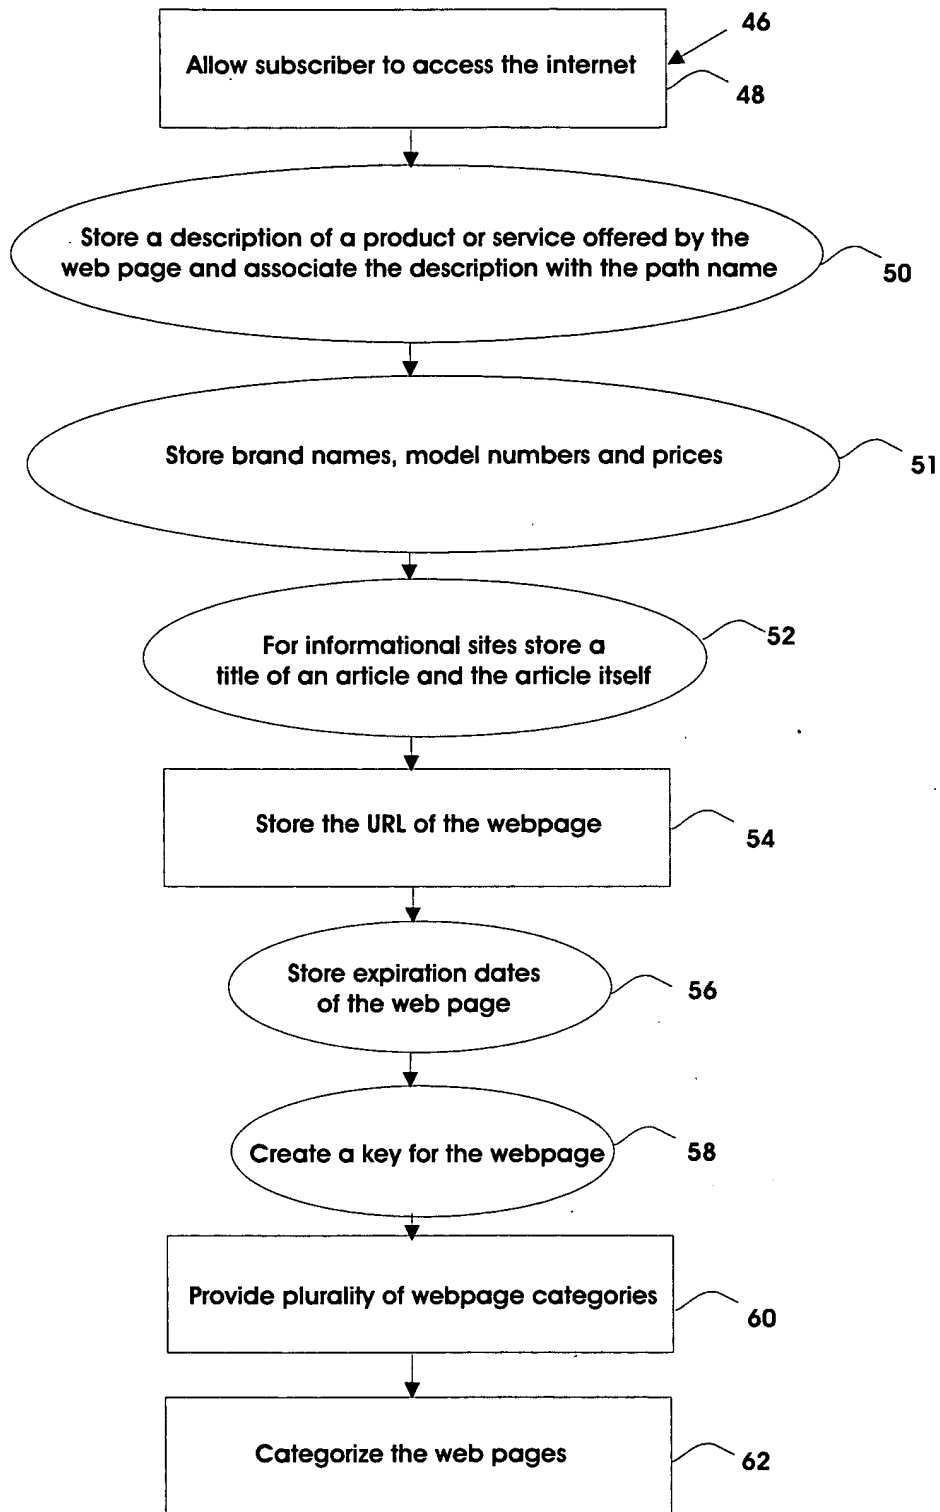 46
Allow subscriber to access the internet
48
Store a description of a product or service offered by the
web page and associate the description with the path name
50
Store brand names, model numbers and prices
51
52
For informational sites store a
title of an article and the article itself
Store the URL of the webpage
54
Store expiration dates
of the web page
56
Create a key for the webpage
58
Provide plurality of webpage categories
60
Categorize the web pages
62